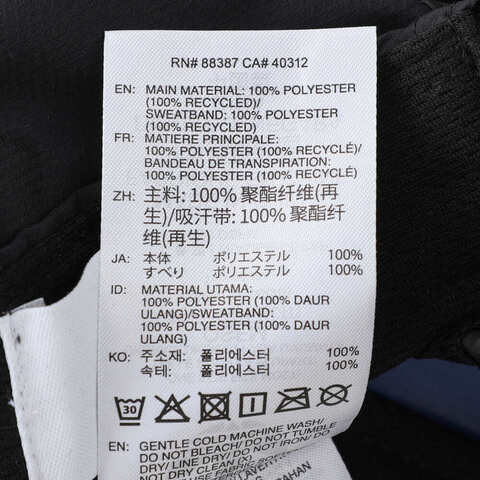 RN# 88387 CA# 40312
EN: MAIN MATERIAL: 100% POLYESTER
(100% RECYCLED)/
SWEATBAND: 100% POLYESTER
(100% RECYCLED)
FR: MATIERE PRINCIPALE:
100% POLYESTER (100% RECYCLÉ)/
BANDEAU DE TRANSPIRATION:
100% POLYESTER (100% RECYCLÉ)
ZH: 主料: 100% 聚酯纤维(再
生)/吸汗带: 100% 聚酯纤
维(再生)
JA: 本体 ポリエステル 100%
すべり ポリエステル 100%
ID: MATERIAL UTAMA:
100% POLYESTER (100% DAUR
ULANG)/SWEATBAND:
100% POLYESTER (100% DAUR
ULANG)
KO: 주소재: 폴리에스터 100%
속테: 폴리에스터 100%
30
EN: GENTLE COLD MACHINE WASH/
DO NOT BLEACH/ DO NOT TUMBLE
DRY/ LINE DRY/ DO NOT IRON/ DO
NOT DRY CLEAN